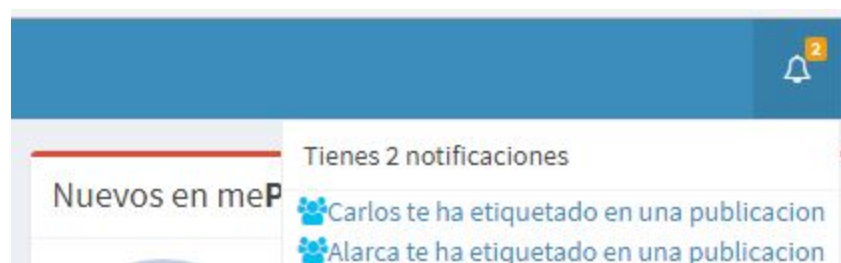 2
Tienes 2 notificaciones
Nuevos en meP
Carlos te ha etiquetado en una publicacion
Alarca te ha etiquetado en una publicacion